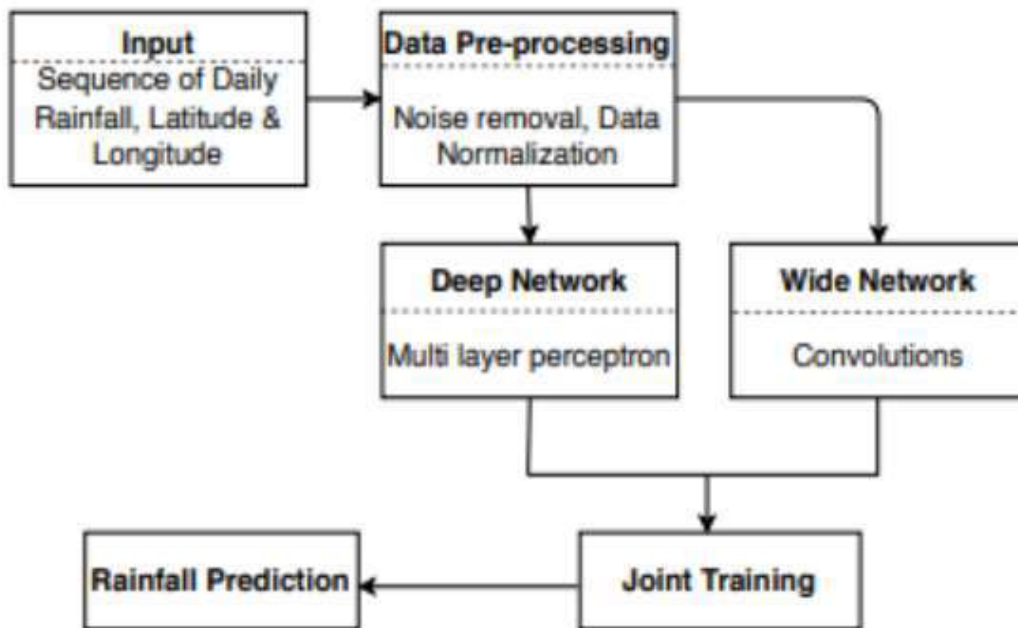 Input
Sequence of Daily
Rainfall, Latitude &
Longitude
Data Pre-processing
Noise removal, Data
Normalization
Deep Network
Multi layer perceptron
Wide Network
Convolutions
Rainfall Prediction
Joint Training